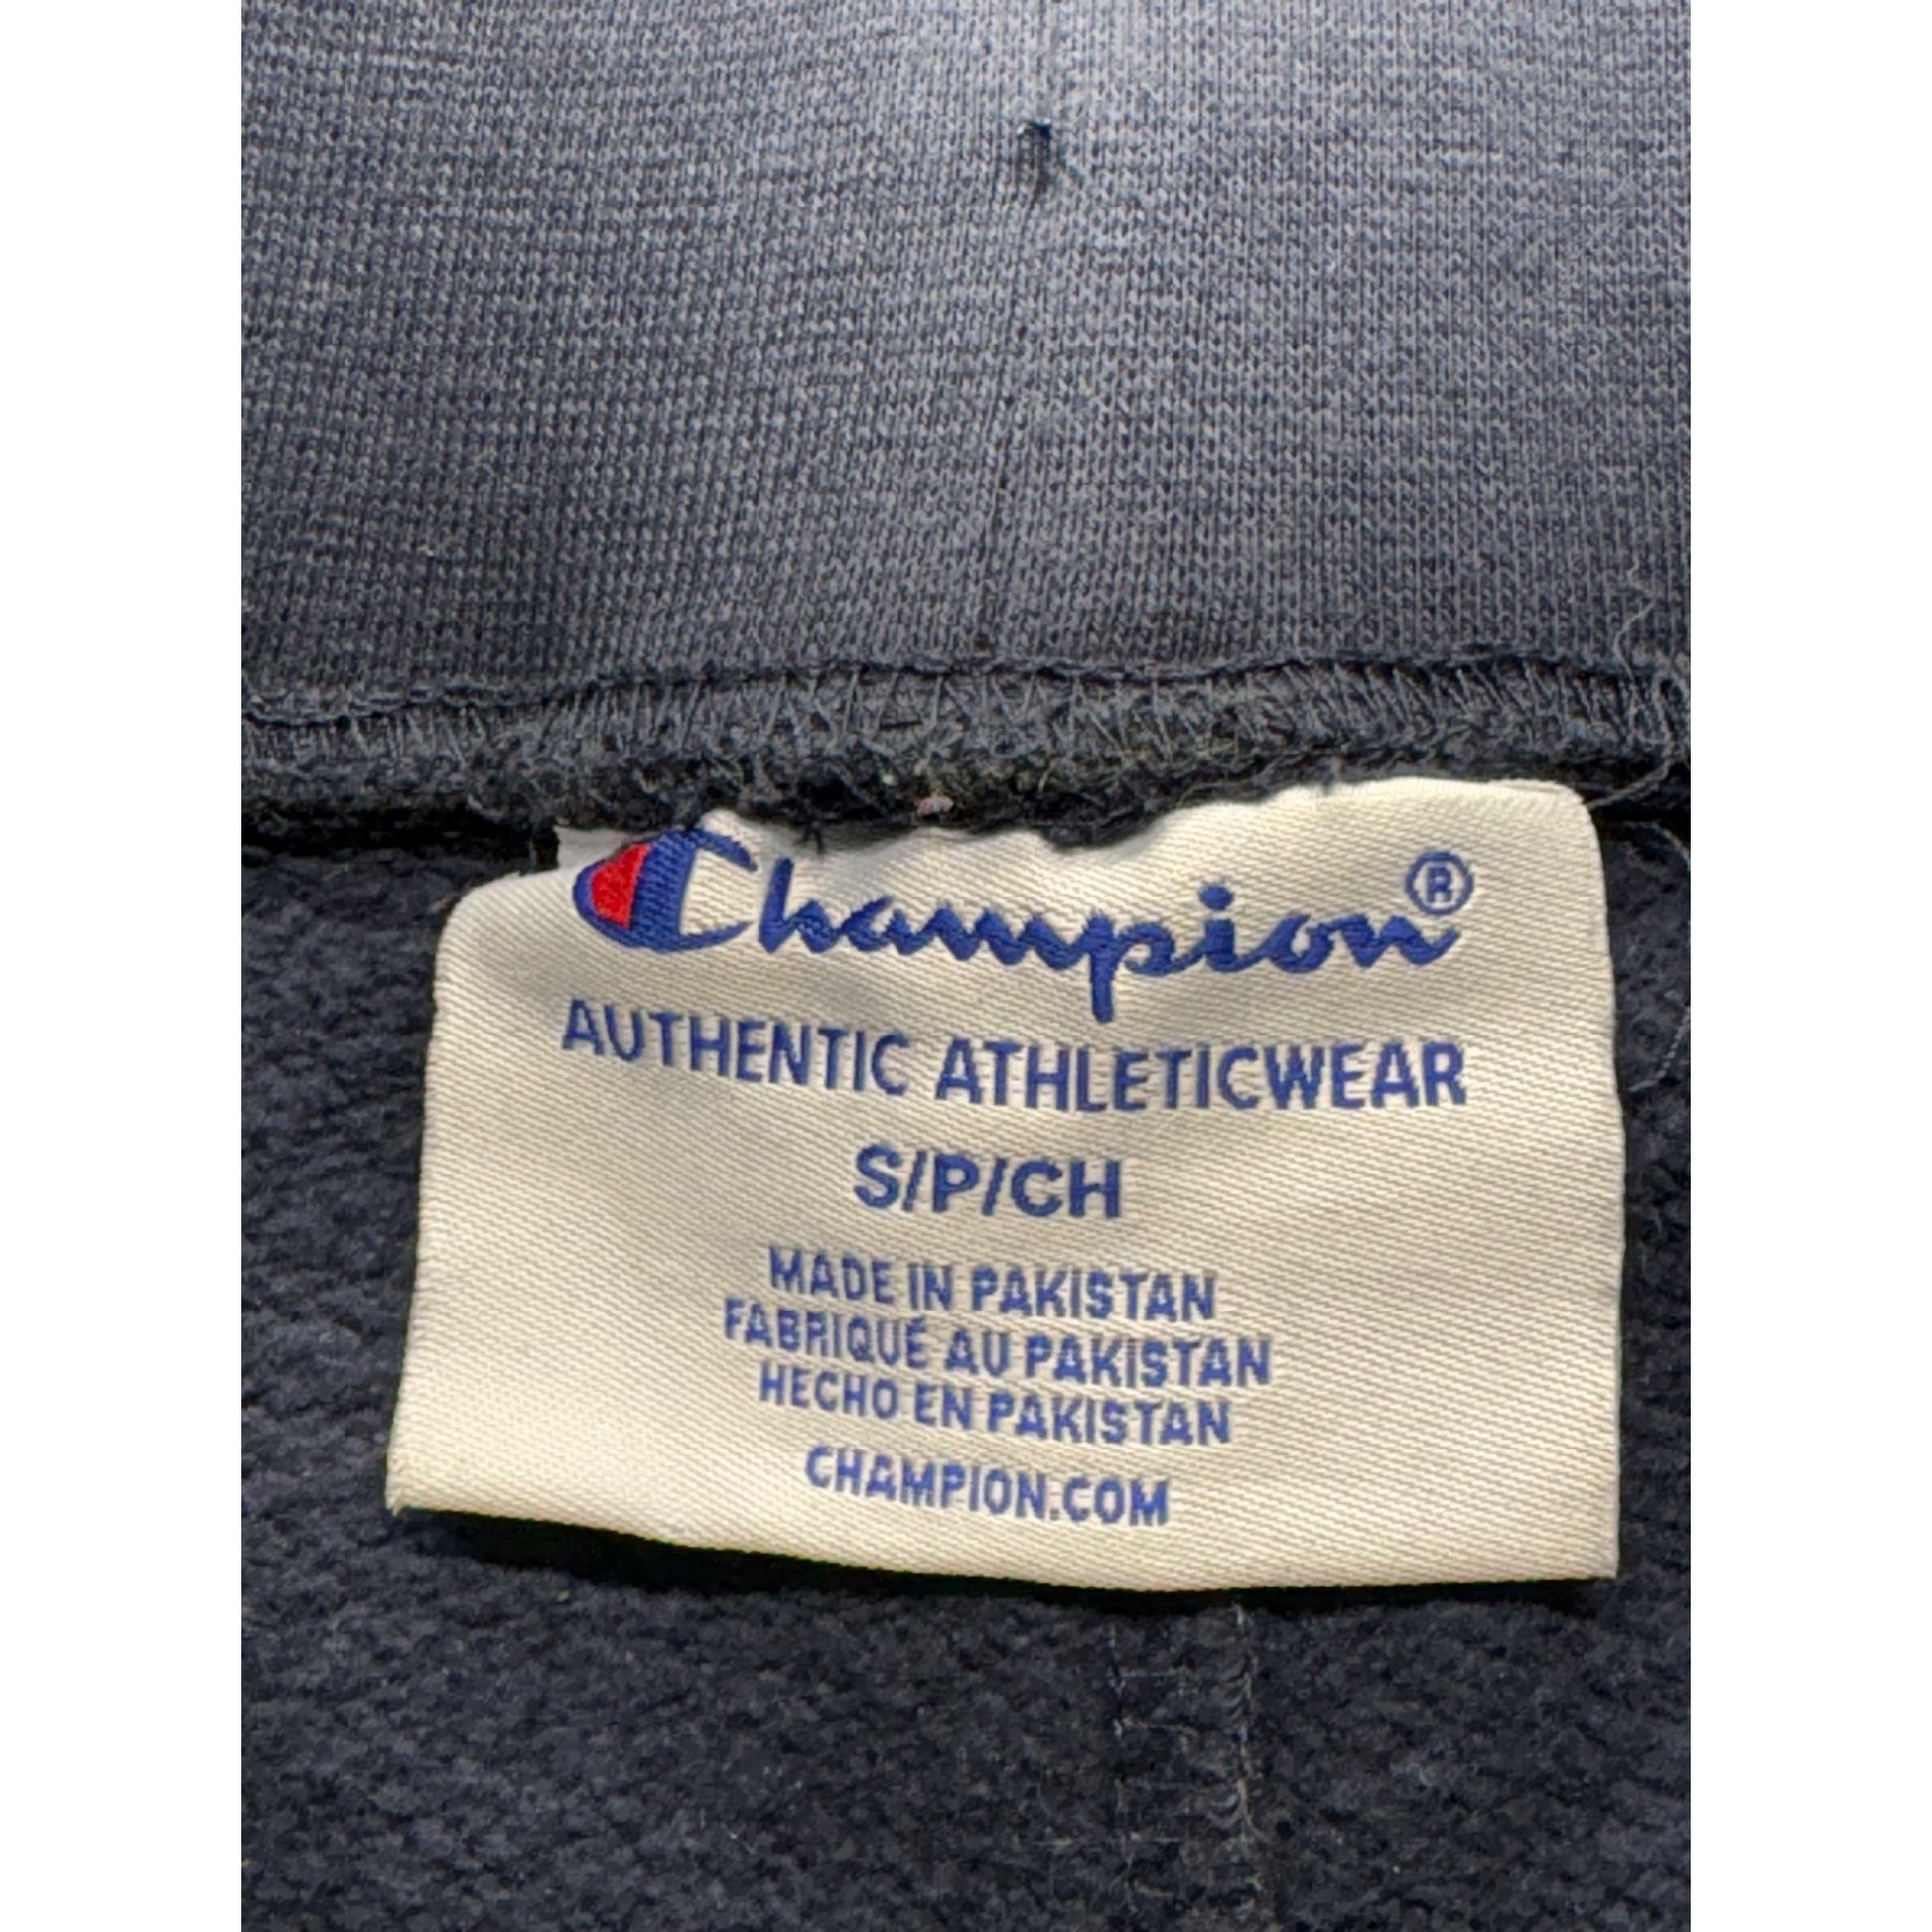 Champion®
AUTHENTIC ATHLETICWEAR
S/P/CH
MADE IN PAKISTAN
FABRIQUÉ AU PAKISTAN
HECHO EN PAKISTAN
CHAMPION.COM